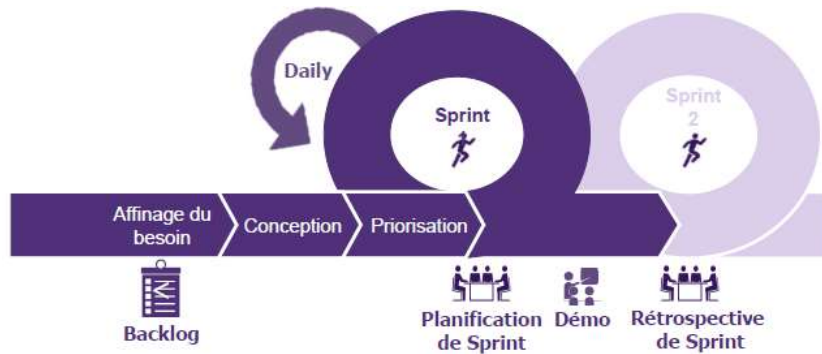 Daily
Sprint
Sprint
2
Affinage du
besoin
Conception
Priorisation
Backlog
Planification
de Sprint
Démo
Rétrospective
de Sprint